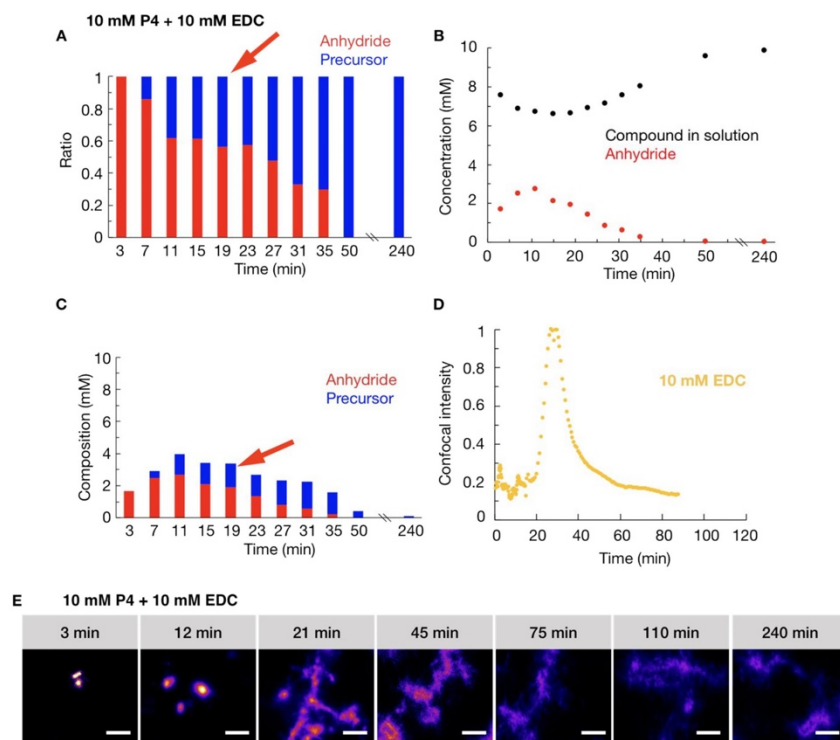 10 mM P4 + 10 mM EDC
A
Anhydride
Precursor
1
0.8
0.6
0.4
0.2
0
Ratio
3 7 11 15 19 23 27 31 35 50 240
Time (min)
B
10
8
6
4
2
0
Concentration (mM)
Compound in solution
Anhydride
0 10 20 30 40 50 240
Time (min)
C
Anhydride
Precursor
10
8
6
4
2
0
Composition (mM)
3 7 11 15 19 23 27 31 35 50 240
Time (min)
D
10 mM EDC
1
0.8
0.6
0.4
0.2
0
Confocal intensity
0 20 40 60 80 100 120
Time (min)
E 10 mM P4 + 10 mM EDC
3 min 12 min 21 min 45 min 75 min 110 min 240 min